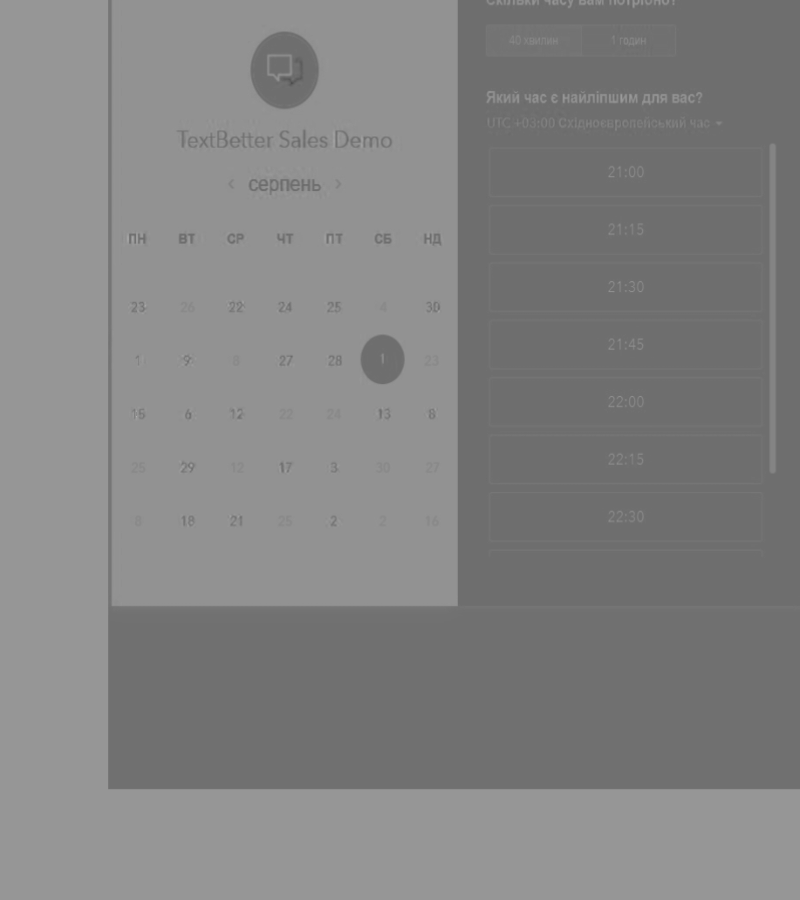 TextBetter Sales Demo
серпень
ПН ВТ СР ЧТ ПТ СБ НД
23 26 22 24 25 4 30
1 9 8 27 28 1 23
15 6 12 22 24 13 8
25 29 12 17 3 30 27
8 18 21 25 2 2 16
Скільки часу вам потрібно?
40 хвилин 1 годин
Який час є найліпшим для вас?
UTC +03:00 Східноєвропейський час
21:00
21:15
21:30
21:45
22:00
22:15
22:30